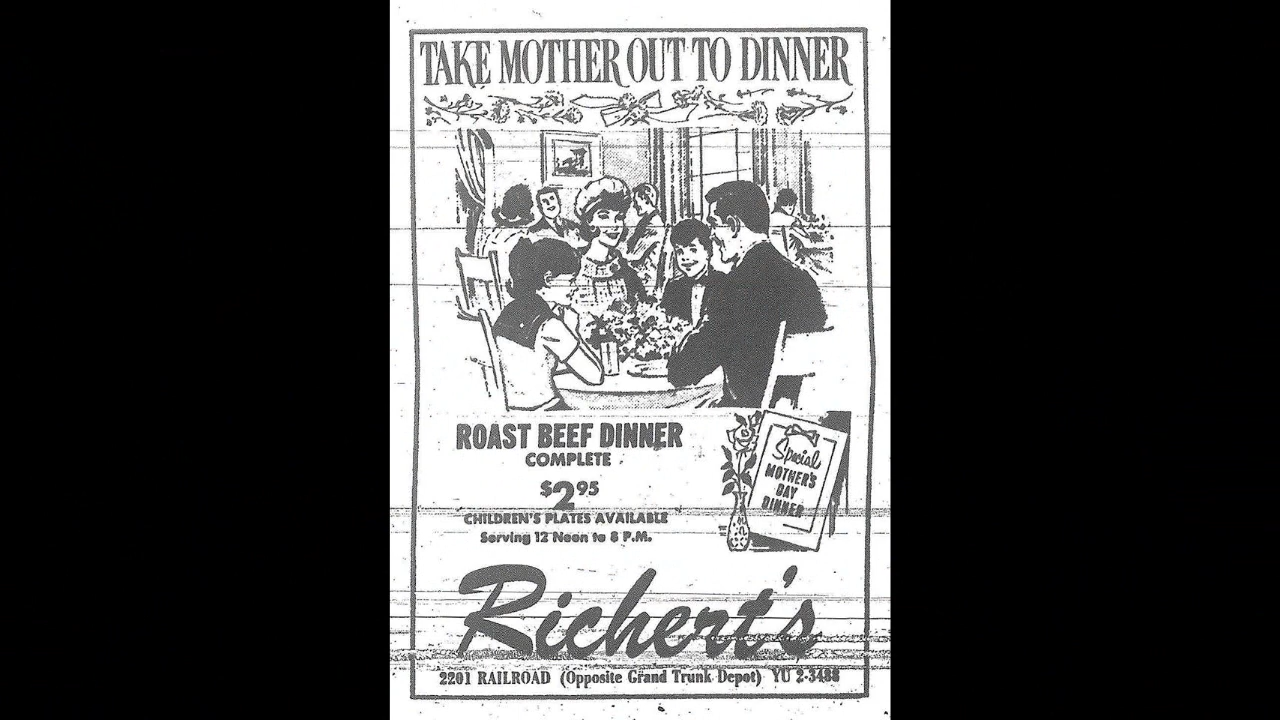 TAKE MOTHER OUT TO DINNER
ROAST BEEF DINNER
COMPLETE
$2.95
CHILDREN'S PLATES AVAILABLE
Serving 12 Noon to 8 P.M.
Special
MOTHER'S
DAY
DINNER
Richert's
2201 RAILROAD (Opposite Grand Trunk Depot) YU 2-3488